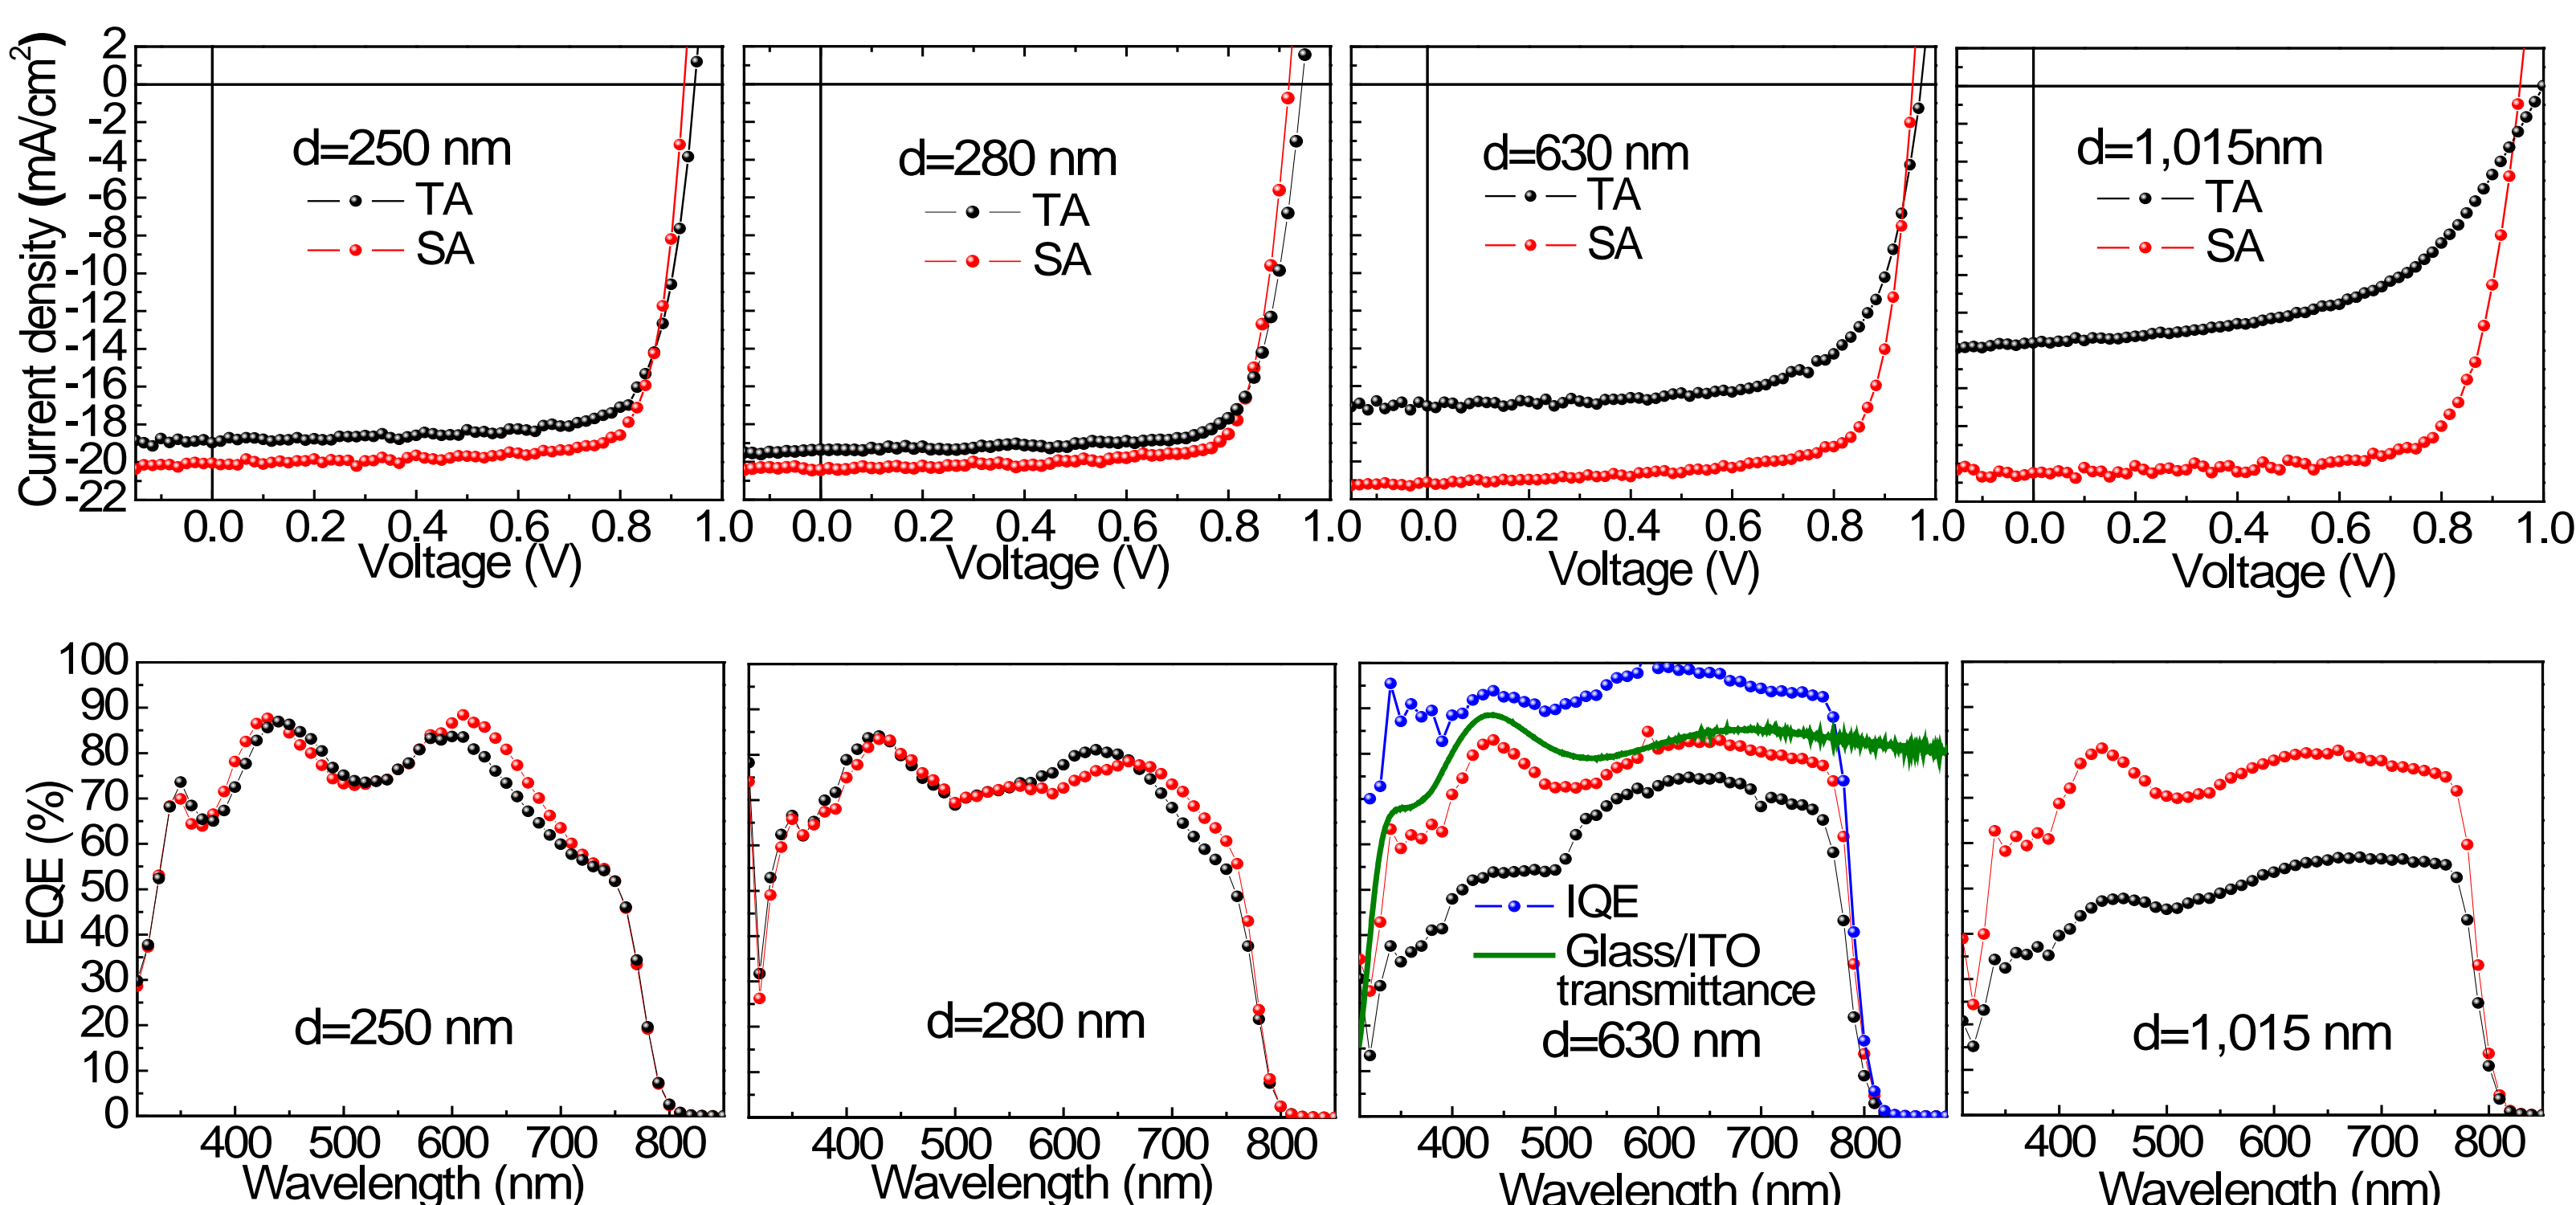 Current density (mA/cm²)
2
0
-2
-4
-6
-8
-10
-12
-14
-16
-18
-20
-22
d=250 nm
TA
SA
0.0 0.2 0.4 0.6 0.8 1.0
Voltage (V)
d=280 nm
TA
SA
0.0 0.2 0.4 0.6 0.8 1.0
Voltage (V)
d=630 nm
TA
SA
0.0 0.2 0.4 0.6 0.8 1.0
Voltage (V)
d=1,015nm
TA
SA
0.0 0.2 0.4 0.6 0.8 1.0
Voltage (V)
EQE (%)
100
90
80
70
60
50
40
30
20
10
0
d=250 nm
400 500 600 700 800
Wavelength (nm)
d=280 nm
400 500 600 700 800
Wavelength (nm)
IQE
Glass/ITO
transmittance
d=630 nm
400 500 600 700 800
Wavelength (nm)
d=1,015 nm
400 500 600 700 800
Wavelength (nm)